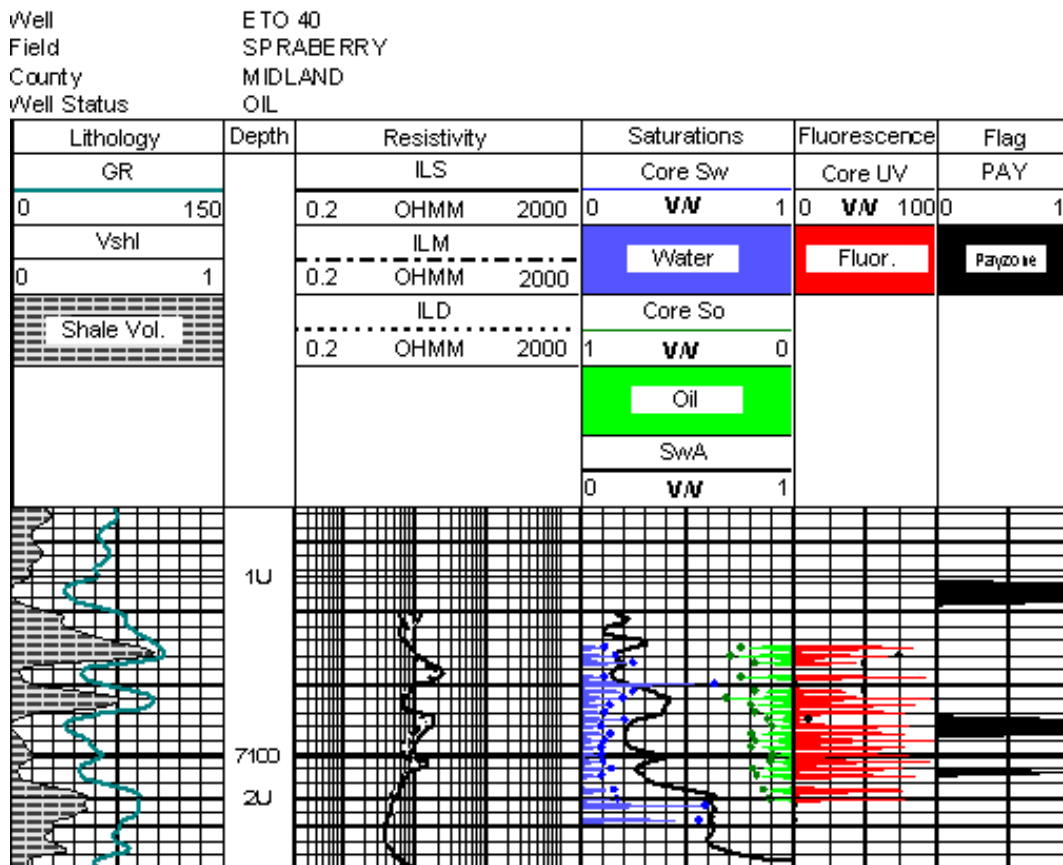 Well ETO 40
Field SPRABERRY
County MIDLAND
Well Status OIL
Lithology Depth Resistivity Saturations Fluorescence Flag
GR ILS Core Sw Core UV PAY
0 150 0.2 OHMM 2000 0 V/V 1 0 V/V 100 0 1
Vshl ILM Water Fluor. Payzone
0 1 0.2 OHMM 2000
Shale Vol. ILD Core So
0.2 OHMM 2000 1 V/V 0
Oil
SwA
0 V/V 1
1U
7100
2U